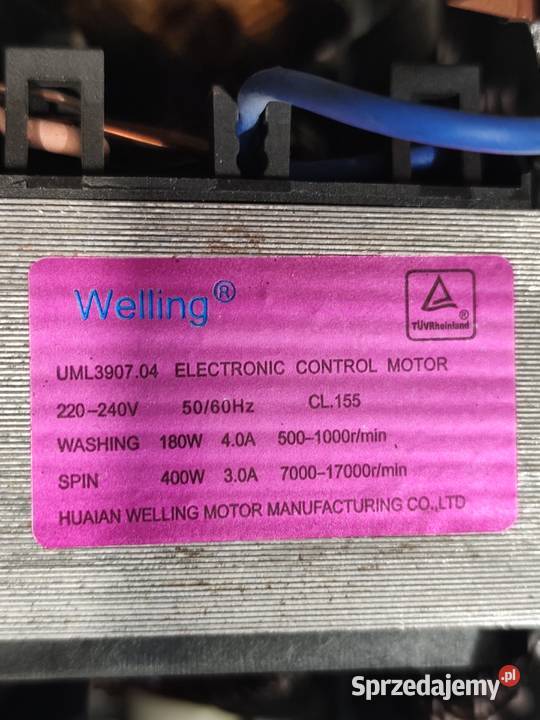 Welling®
TÜVRheinland®
UML3907.04 ELECTRONIC CONTROL MOTOR
220-240V 50/60Hz CL.155
WASHING 180W 4.0A 500-1000r/min
SPIN 400W 3.0A 7000-17000r/min
HUAIAN WELLING MOTOR MANUFACTURING CO.,LTD
Sprzedajemy.pl